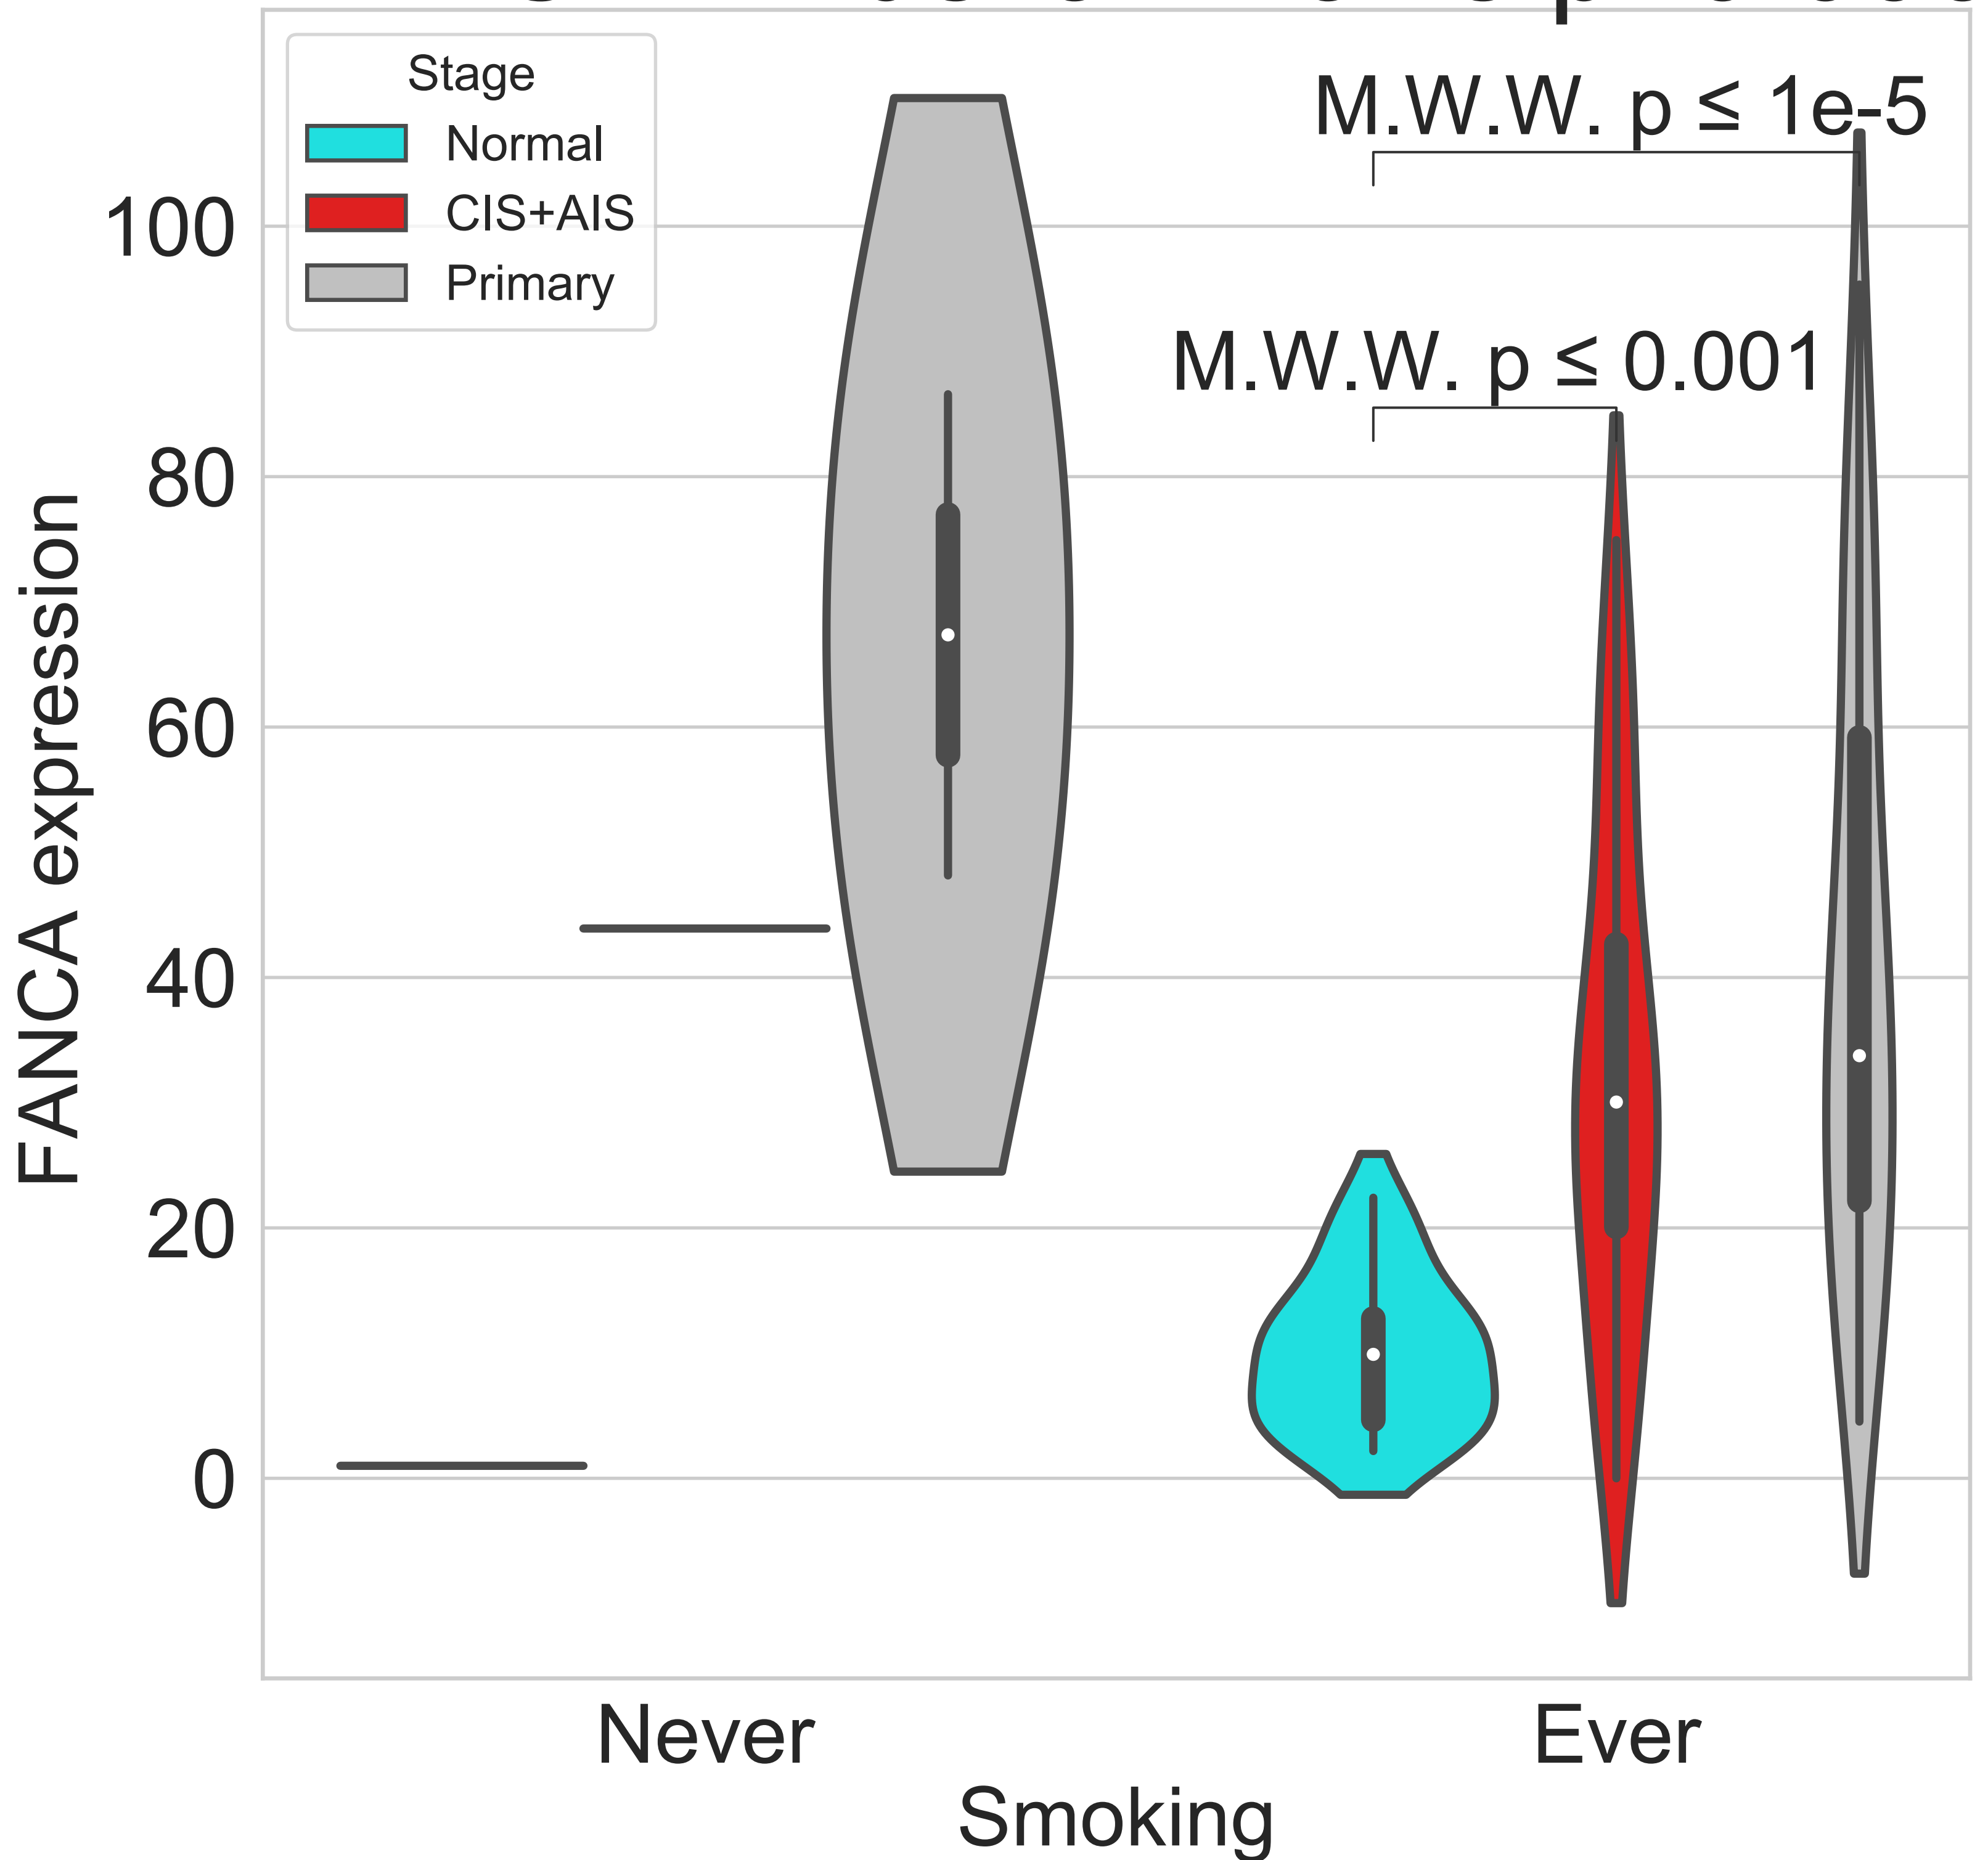 Stage
Normal
CIS+AIS
Primary
M.W.W. p ≤ 1e-5
M.W.W. p ≤ 0.001
100
80
60
40
20
0
FANCA expression
Never
Ever
Smoking